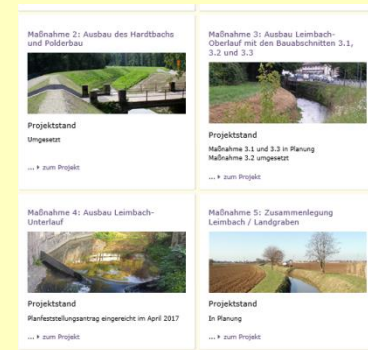 Maßnahme 2: Ausbau des Hardtbachs
und Polderbau
Projektstand
Umgesetzt
... zum Projekt
Maßnahme 3: Ausbau Leimbach-
Oberlauf mit den Bauabschnitten 3.1,
3.2 und 3.3
Projektstand
Maßnahme 3.1 und 3.3 in Planung
Maßnahme 3.2 umgesetzt
... zum Projekt
Maßnahme 4: Ausbau Leimbach-
Unterlauf
Projektstand
Planfeststellungsantrag eingereicht im April 2017
... zum Projekt
Maßnahme 5: Zusammenlegung
Leimbach / Landgraben
Projektstand
In Planung
... zum Projekt